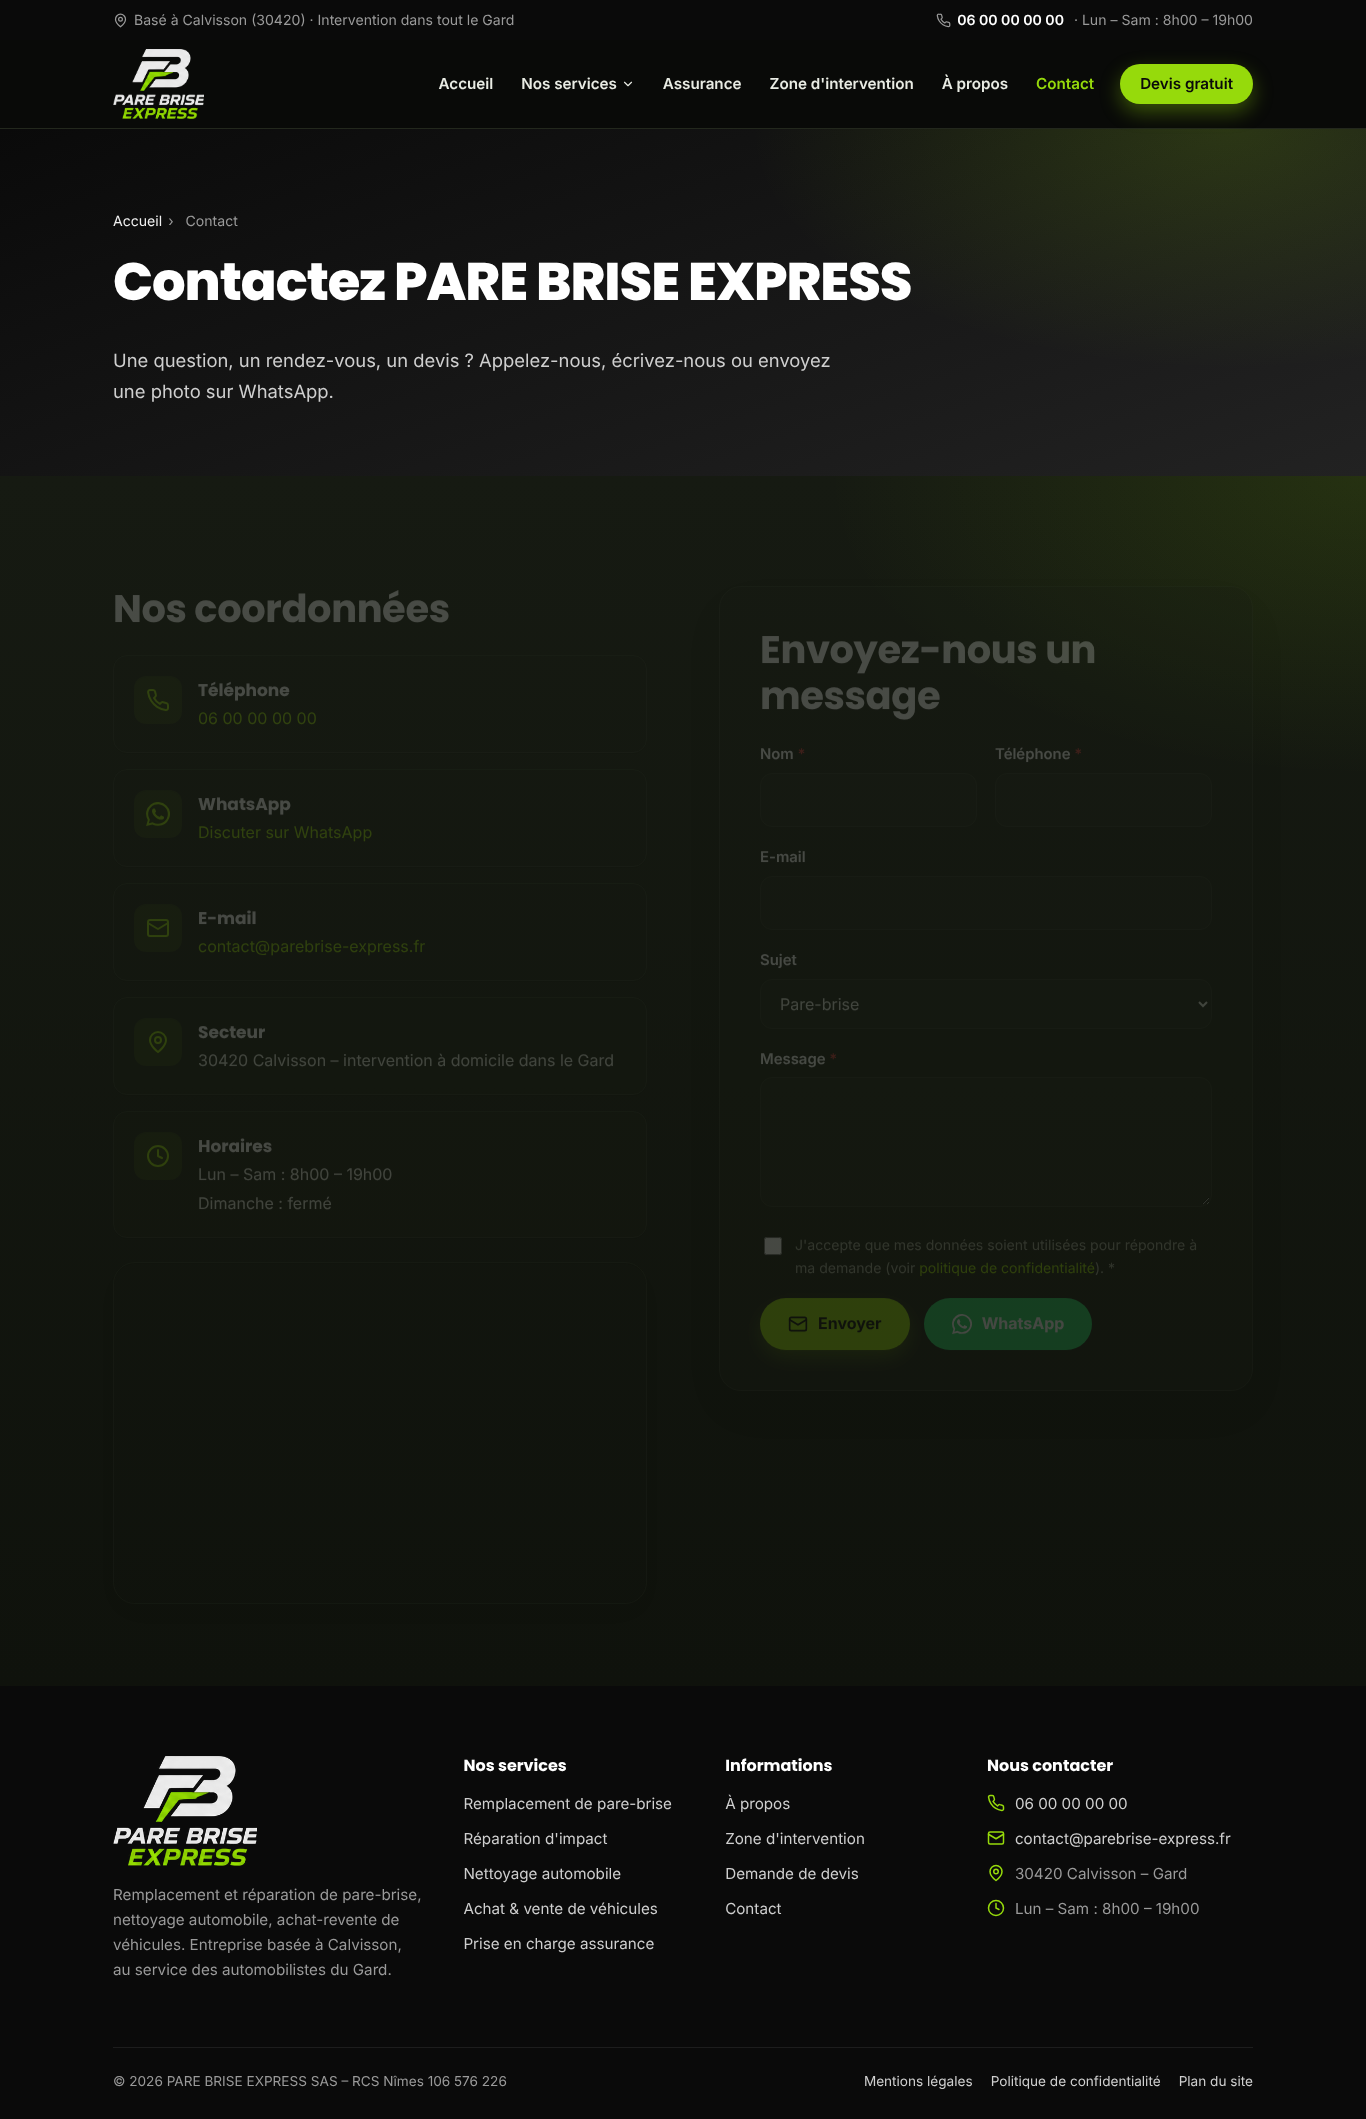 Basé à Calvisson (30420) · Intervention dans tout le Gard
06 00 00 00 00 · Lun – Sam : 8h00 – 19h00
PARE BRISE
EXPRESS
Accueil Nos services Assurance Zone d'intervention À propos Contact Devis gratuit
Accueil › Contact
Contactez PARE BRISE EXPRESS
Une question, un rendez-vous, un devis ? Appelez-nous, écrivez-nous ou envoyez
une photo sur WhatsApp.
Nos coordonnées
Téléphone
06 00 00 00 00
WhatsApp
Discuter sur WhatsApp
E-mail
contact@parebrise-express.fr
Secteur
30420 Calvisson – intervention à domicile dans le Gard
Horaires
Lun – Sam : 8h00 – 19h00
Dimanche : fermé
Envoyez-nous un
message
Nom * Téléphone *
E-mail
Sujet
Pare-brise
Message *
J'accepte que mes données soient utilisées pour répondre à
ma demande (voir politique de confidentialité). *
Envoyer WhatsApp
PARE BRISE
EXPRESS
Remplacement et réparation de pare-brise,
nettoyage automobile, achat-revente de
véhicules. Entreprise basée à Calvisson,
au service des automobilistes du Gard.
Nos services
Remplacement de pare-brise
Réparation d'impact
Nettoyage automobile
Achat & vente de véhicules
Prise en charge assurance
Informations
À propos
Zone d'intervention
Demande de devis
Contact
Nous contacter
06 00 00 00 00
contact@parebrise-express.fr
30420 Calvisson – Gard
Lun – Sam : 8h00 – 19h00
© 2026 PARE BRISE EXPRESS SAS – RCS Nîmes 106 576 226
Mentions légales Politique de confidentialité Plan du site